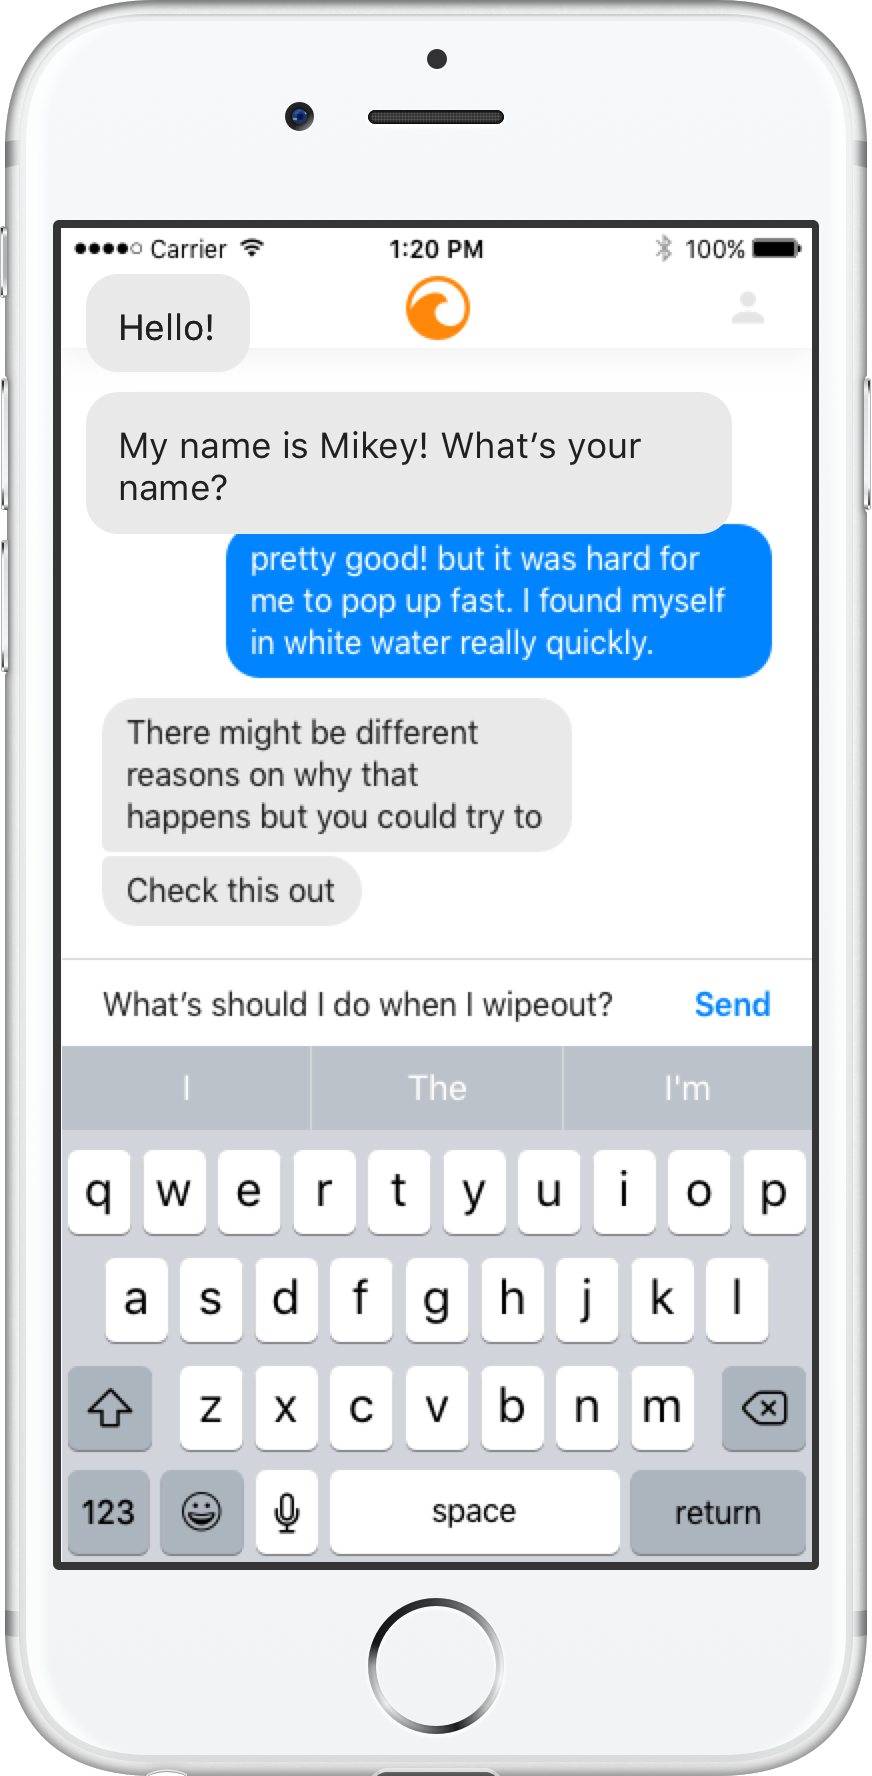 Carrier 1:20 PM 100%
Hello!
My name is Mikey! What’s your
name?
pretty good! but it was hard for
me to pop up fast. I found myself
in white water really quickly.
There might be different
reasons on why that
happens but you could try to
Check this out
What’s should I do when I wipeout? Send
I The I'm
q w e r t y u i o p
a s d f g h j k l
z x c v b n m
123 space return